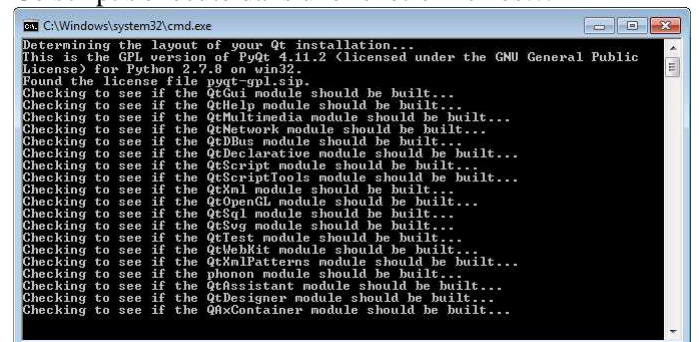 C:\Windows\system32\cmd.exe
Determining the layout of your Qt installation...
This is the GPL version of PyQt 4.11.2 (licensed under the GNU General Public
License) for Python 2.7.8 on win32.
Found the license file pyqt-gpl.sip.
Checking to see if the QtGui module should be built...
Checking to see if the QtHelp module should be built...
Checking to see if the QtMultimedia module should be built...
Checking to see if the QtNetwork module should be built...
Checking to see if the QtDBus module should be built...
Checking to see if the QtDeclarative module should be built...
Checking to see if the QtScript module should be built...
Checking to see if the QtScriptTools module should be built...
Checking to see if the QtXml module should be built...
Checking to see if the QtOpenGL module should be built...
Checking to see if the QtSql module should be built...
Checking to see if the QtSvg module should be built...
Checking to see if the QtTest module should be built...
Checking to see if the QtWebKit module should be built...
Checking to see if the QtXmlPatterns module should be built...
Checking to see if the phonon module should be built...
Checking to see if the QtAssistant module should be built...
Checking to see if the QtDesigner module should be built...
Checking to see if the QAxContainer module should be built...